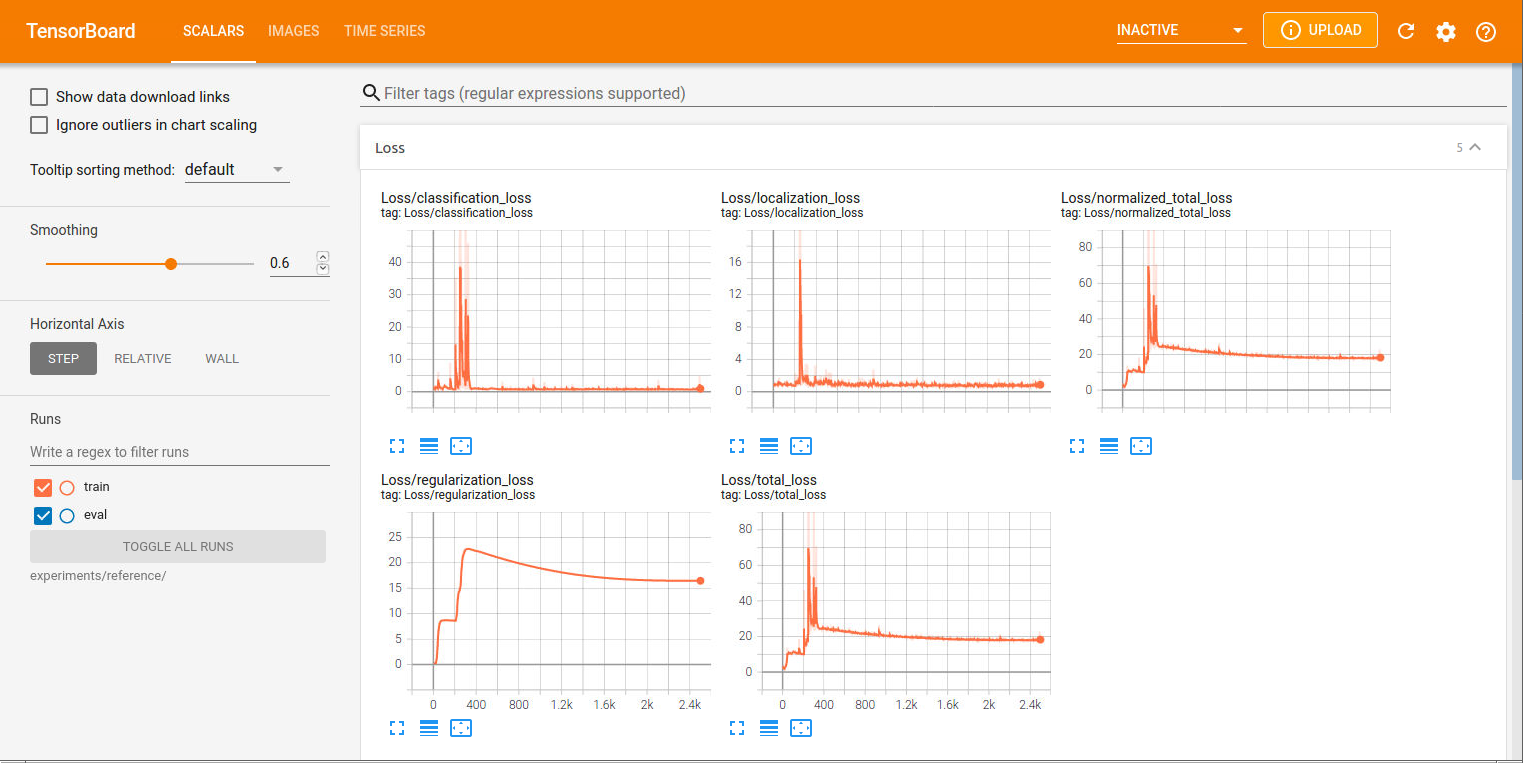 TensorBoard SCALARS IMAGES TIME SERIES INACTIVE UPLOAD
Show data download links
Ignore outliers in chart scaling
Tooltip sorting method: default
Smoothing
0.6
Horizontal Axis
STEP RELATIVE WALL
Runs
Write a regex to filter runs
train
eval
TOGGLE ALL RUNS
experiments/reference/
Filter tags (regular expressions supported)
Loss 5
Loss/classification_loss
tag: Loss/classification_loss
40
30
20
10
0
Loss/localization_loss
tag: Loss/localization_loss
16
12
8
4
0
Loss/normalized_total_loss
tag: Loss/normalized_total_loss
80
60
40
20
0
Loss/regularization_loss
tag: Loss/regularization_loss
25
20
15
10
5
0
0 400 800 1.2k 1.6k 2k 2.4k
Loss/total_loss
tag: Loss/total_loss
80
60
40
20
0
0 400 800 1.2k 1.6k 2k 2.4k